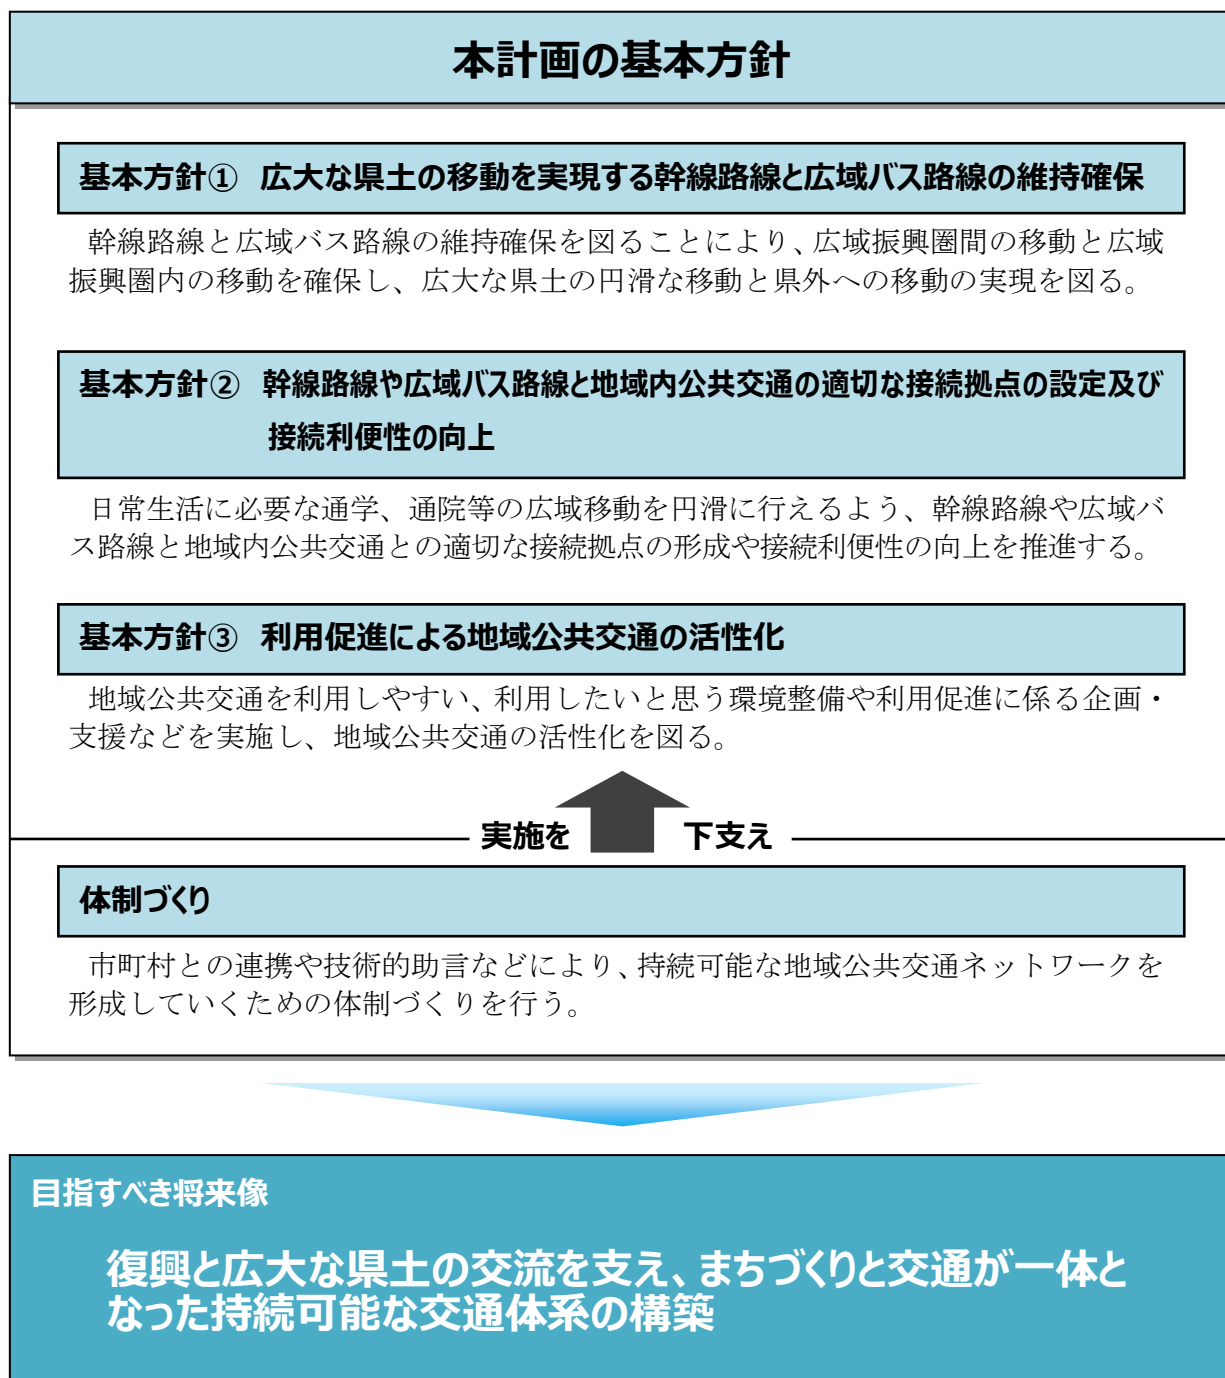 本計画の基本方針
基本方針① 広大な県土の移動を実現する幹線路線と広域バス路線の維持確保
幹線路線と広域バス路線の維持確保を図ることにより、広域振興圏間の移動と広域
振興圏内の移動を確保し、広大な県土の円滑な移動と県外への移動の実現を図る。
基本方針② 幹線路線や広域バス路線と地域内公共交通の適切な接続拠点の設定及び
接続利便性の向上
日常生活に必要な通学、通院等の広域移動を円滑に行えるよう、幹線路線や広域バ
ス路線と地域内公共交通との適切な接続拠点の形成や接続利便性の向上を推進する。
基本方針③ 利用促進による地域公共交通の活性化
地域公共交通を利用しやすい、利用したいと思う環境整備や利用促進に係る企画・
支援などを実施し、地域公共交通の活性化を図る。
実施を 下支え
体制づくり
市町村との連携や技術的助言などにより、持続可能な地域公共交通ネットワークを
形成していくための体制づくりを行う。
目指すべき将来像
復興と広大な県土の交流を支え、まちづくりと交通が一体と
なった持続可能な交通体系の構築